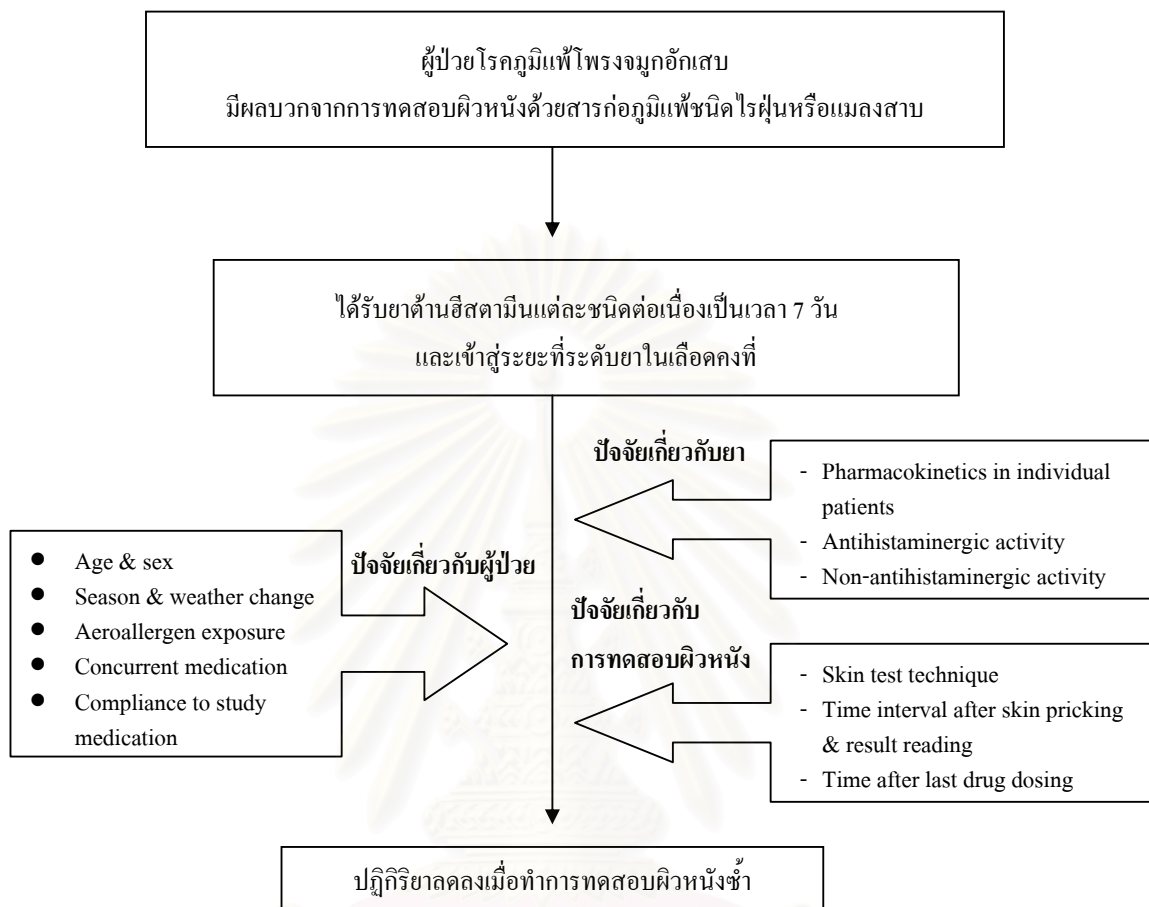 ผู้ป่วยโรคภูมิแพ้โพรงจมูกอักเสบ
มีผลบวกจากการทดสอบผิวหนังด้วยสารก่อภูมิแพ้ชนิดไรฝุ่นหรือแมลงสาบ
ได้รับยาต้านฮีสตามีนแต่ละชนิดต่อเนื่องเป็นเวลา 7 วัน
และเข้าสู่ระยะที่ระดับยาในเลือดคงที่
ปัจจัยเกี่ยวกับยา
- Pharmacokinetics in individual
patients
- Antihistaminergic activity
- Non-antihistaminergic activity
ปัจจัยเกี่ยวกับผู้ป่วย
● Age & sex
● Season & weather change
● Aeroallergen exposure
● Concurrent medication
● Compliance to study
medication
ปัจจัยเกี่ยวกับ
การทดสอบผิวหนัง
- Skin test technique
- Time interval after skin pricking
& result reading
- Time after last drug dosing
ปฏิกิริยาลดลงเมื่อทำการทดสอบผิวหนังซ้ำ